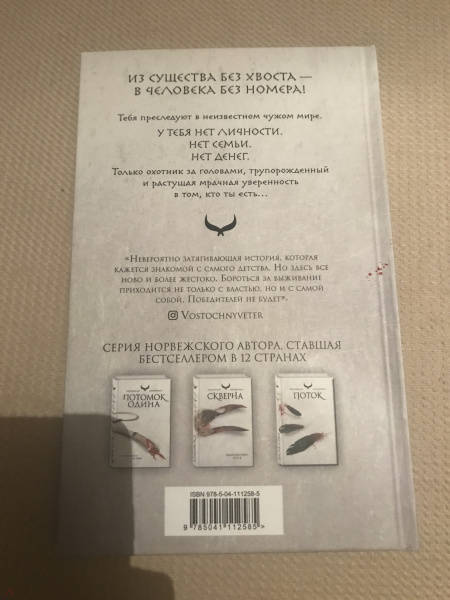 ИЗ СУЩЕСТВА БЕЗ ХВОСТА —
В ЧЕЛОВЕКА БЕЗ НОМЕРА!
Тебя преследуют в неизвестном чужом мире.
У ТЕБЯ НЕТ ЛИЧНОСТИ.
НЕТ СЕМЬИ.
НЕТ ДЕНЕГ.
Только охотник за головами, трупорожденный
и растущая мрачная уверенность
в том, кто ты есть...
«Невероятно затягивающая история, которая
кажется знакомой с самого детства. Но здесь все
ново и более жестоко. Бороться за выживание
приходится не только с властью, но и с самой
собой. Победителей не будет».
Vostochnyveter
СЕРИЯ НОРВЕЖСКОГО АВТОРА, СТАВШАЯ
БЕСТСЕЛЛЕРОМ В 12 СТРАНАХ
ПОТОМОК
ОДИНА
СКВЕРНА
ПОТОК
ISBN 978-5-04-111258-5
9 785041 112585 >